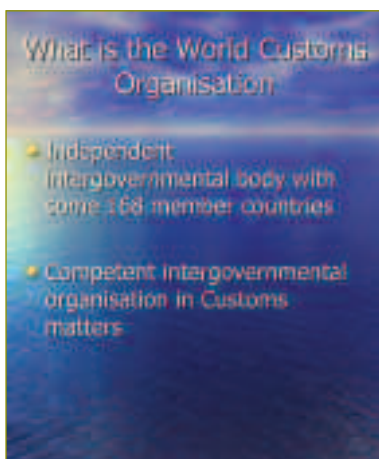 What is the World Customs
Organisation
Independent
intergovernmental body with
some 168 member countries
Competent intergovernmental
organisation in Customs
matters